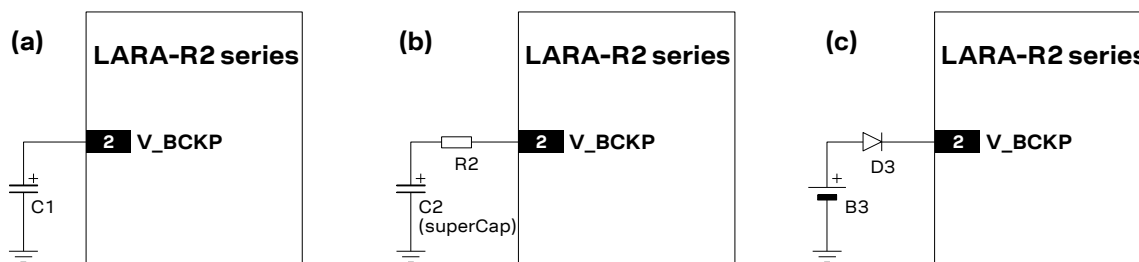 (a)
LARA-R2 series
2 V_BCKP
+
C1
(b)
LARA-R2 series
2 V_BCKP
R2
+
C2
(superCap)
(c)
LARA-R2 series
2 V_BCKP
D3
+
B3